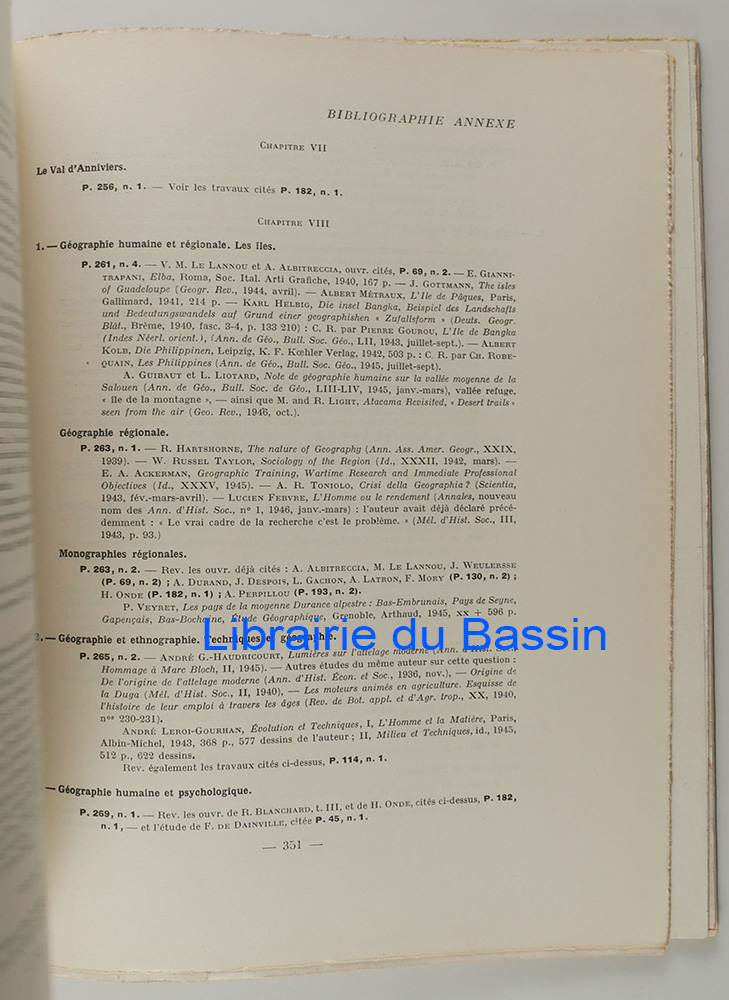 BIBLIOGRAPHIE ANNEXE
CHAPITRE VII
Le Val d'Anniviers.
P. 256, n. 1. — Voir les travaux cités P. 182, n. 1.
CHAPITRE VIII
1. — Géographie humaine et régionale. Les îles.
P. 261, n. 4. — V. M. LE LANNOU et A. ALBITRECCIA, ouvr. cités, P. 69, n. 2. — E. GIANNI-
TRAPANI, Elba, Roma, Soc. Ital. Arti Grafiche, 1940, 167 p. — J. GOTTMANN, The isles
of Guadeloupe (Geogr. Rev., 1944, avril). — ALBERT MÉTRAUX, L'Ile de Pâques, Paris,
Gallimard, 1941, 214 p. — KARL HELBIG, Die insel Bangka, Beispiel des Landschafts
und Bedeutungswandels auf Grund einer geographishen « Zufallsform » (Deuts. Geogr.
Blät., Brême, 1940, fasc. 3-4, p. 133 210) : C. R. par PIERRE GOUROU, L'Ile de Bangka
(Indes Néerl. orient.), (Ann. de Géo., Bull. Soc. Géo., LII, 1943, juillet-sept.). — ALBERT
KOLB, Die Philippinen, Leipzig, K. F. Kœhler Verlag, 1942, 503 p. : C. R. par CH. ROBE-
QUAIN, Les Philippines (Ann. de Géo., Bull. Soc. Géo., 1945, juillet-sept).
A. GUIBAUT et L. LIOTARD, Note de géographie humaine sur la vallée moyenne de la
Salouen (Ann. de Géo., Bull. Soc. de Géo., LIII-LIV, 1945, janv.-mars), vallée refuge.
« île de la montagne », — ainsi que M. and R. LIGHT, Atacama Revisited, « Desert trails »
seen from the air (Geo. Rev., 1946, oct.).
Géographie régionale.
P. 263, n. 1. — R. HARTSHORNE, The nature of Geography (Ann. Ass. Amer. Geogr., XXIX,
1939). — W. RUSSEL TAYLOR, Sociology of the Region (Id., XXXII, 1942, mars). —
E. A. ACKERMAN, Geographic Training, Wartime Research and Immediate Professional
Objectives (Id., XXXV, 1945). — A. R. TONIOLO, Crisi della Geographia ? (Scientia,
1943, fév.-mars-avril). — LUCIEN FEBVRE, L'Homme ou le rendement (Annales, nouveau
nom des Ann. d'Hist. Soc., n° 1, 1946, janv.-mars) : l'auteur avait déjà déclaré précé-
demment : « Le vrai cadre de la recherche c'est le problème. » (Mél. d'Hist. Soc., III,
1943, p. 93.)
Monographies régionales.
P. 263, n. 2. — Rev. les ouvr. déjà cités : A. ALBITRECCIA, M. LE LANNOU, J. WEULERSSE
(P. 69, n. 2) ; A. DURAND, J. DESPOIS, L. GACHON, A. LATRON, F. MORY (P. 130, n. 2) ;
H. ONDE (P. 182, n. 1) ; A. PERPILLOU (P. 193, n. 2).
P. VEYRET, Les pays de la moyenne Durance alpestre : Bas-Embrunais, Pays de Seyne,
Gapençais, Bas-Bochaine, Étude Géographique, Grenoble, Arthaud, 1945, XX + 596 p.
2. — Géographie et ethnographie. Techniques et géographie.
Librairie du Bassin
P. 265, n. 2. — ANDRÉ G.-HAUDRICOURT, Lumières sur l'attelage moderne (Ann. d'Hist. Soc.,
Hommage à Marc Bloch, II, 1945). — Autres études du même auteur sur cette question :
De l'origine de l'attelage moderne (Ann. d'Hist. Écon. et Soc., 1936, nov.), — Origine de
la Duga (Mél. d'Hist. Soc., II, 1940), — Les moteurs animés en agriculture. Esquisse de
l'histoire de leur emploi à travers les âges (Rev. de Bot. appl. et d'Agr. trop., XX, 1940,
nos 230-231).
ANDRÉ LEROI-GOURHAN, Évolution et Techniques, I, L'Homme et la Matière, Paris,
Albin-Michel, 1943, 368 p., 577 dessins de l'auteur ; II, Milieu et Techniques, id., 1945,
512 p., 622 dessins.
Rev. également les travaux cités ci-dessus, P. 114, n. 1.
— Géographie humaine et psychologique.
P. 269, n. 1. — Rev. les ouvr. de R. BLANCHARD, t. III, et de H. ONDE, cités ci-dessus, P. 182,
n. 1, — et l'étude de F. DE DAINVILLE, citée P. 45, n. 1.
— 351 —